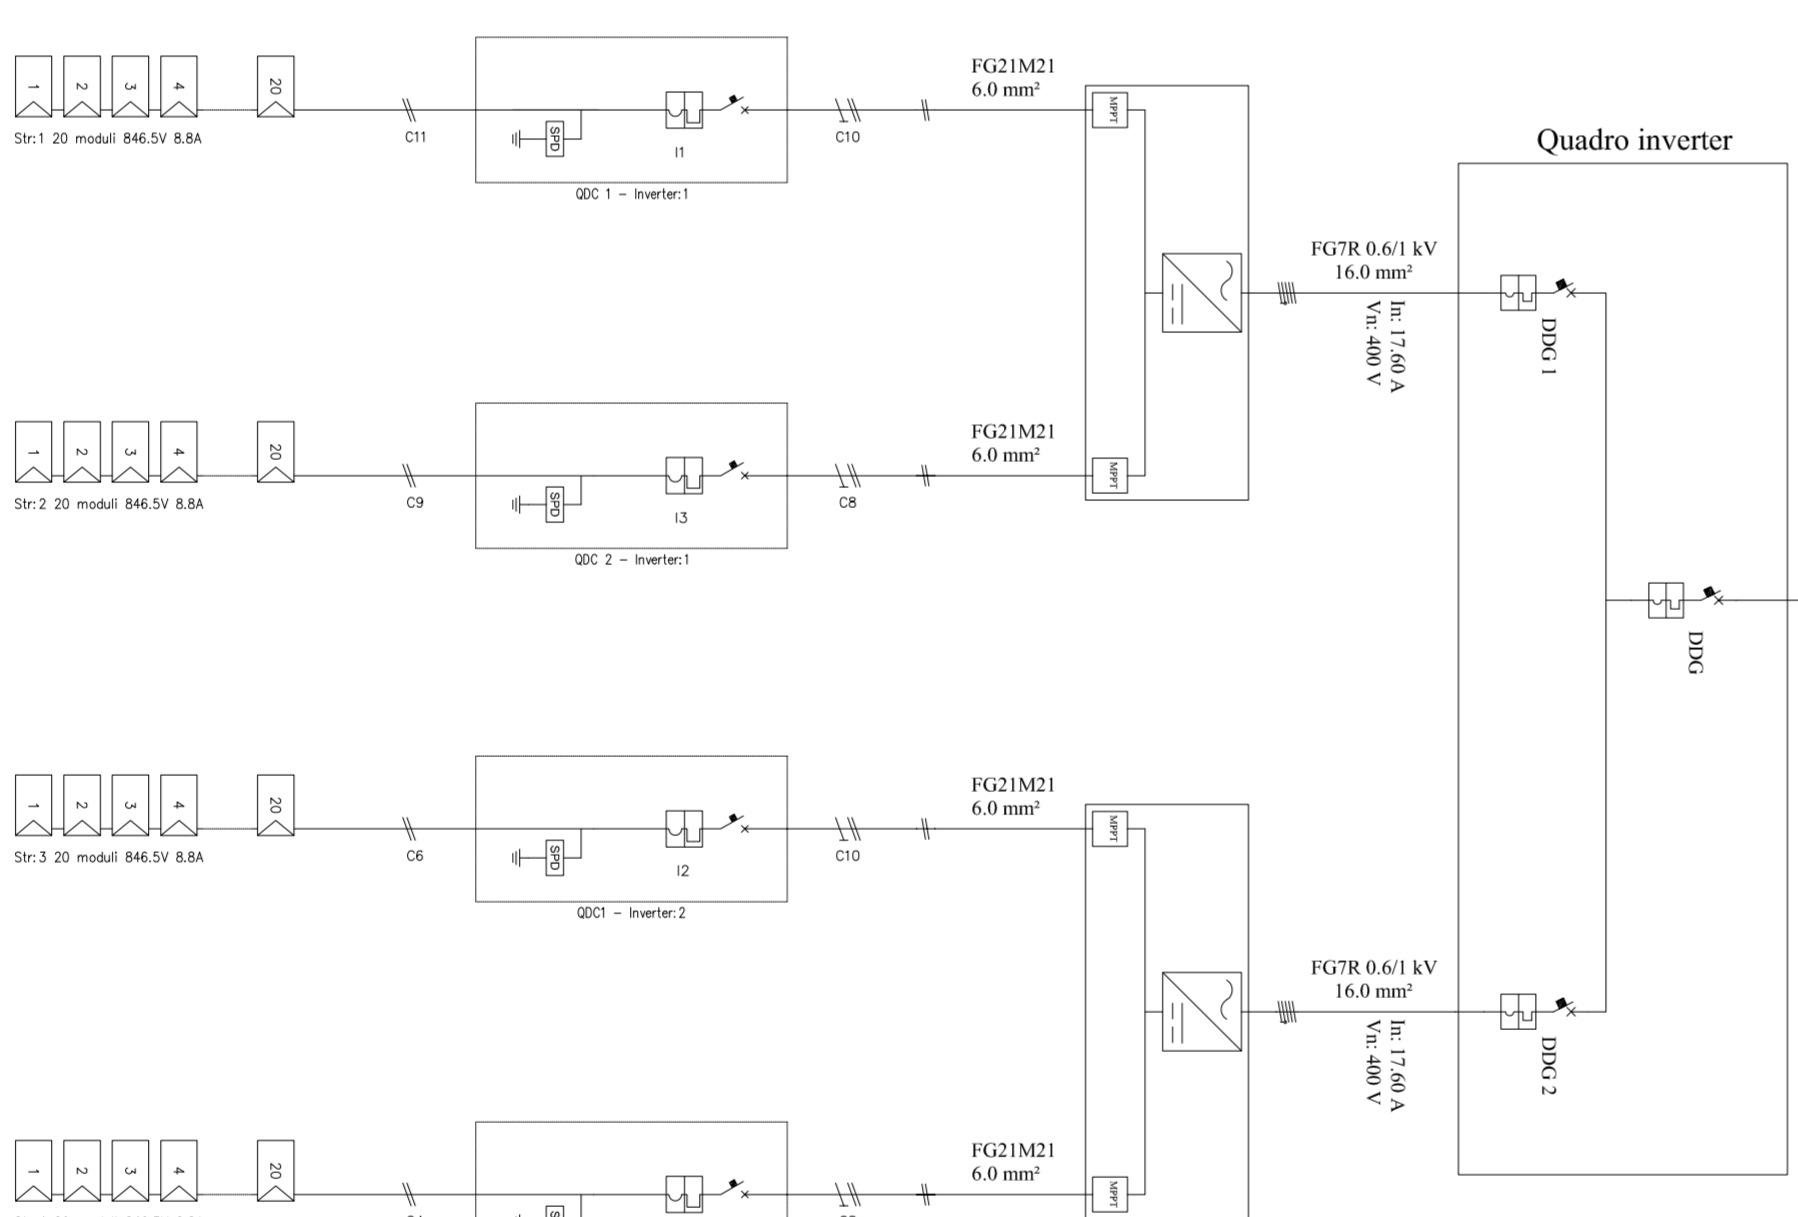 FG21M21
6.0 mm²
1
2
3
4
20
MPPT
Str:1 20 moduli 846.5V 8.8A
C11
SPD
I1
C10
Quadro inverter
QDC 1 – Inverter:1
FG7R 0.6/1 kV
16.0 mm²
In: 17.60 A
Vn: 400 V
DDG 1
FG21M21
6.0 mm²
1
2
3
4
20
MPPT
Str:2 20 moduli 846.5V 8.8A
C9
SPD
I3
C8
QDC 2 – Inverter:1
DDG
FG21M21
6.0 mm²
1
2
3
4
20
MPPT
Str:3 20 moduli 846.5V 8.8A
C6
SPD
I2
C10
QDC1 – Inverter:2
FG7R 0.6/1 kV
16.0 mm²
In: 17.60 A
Vn: 400 V
DDG 2
FG21M21
6.0 mm²
1
2
3
4
20
MPPT